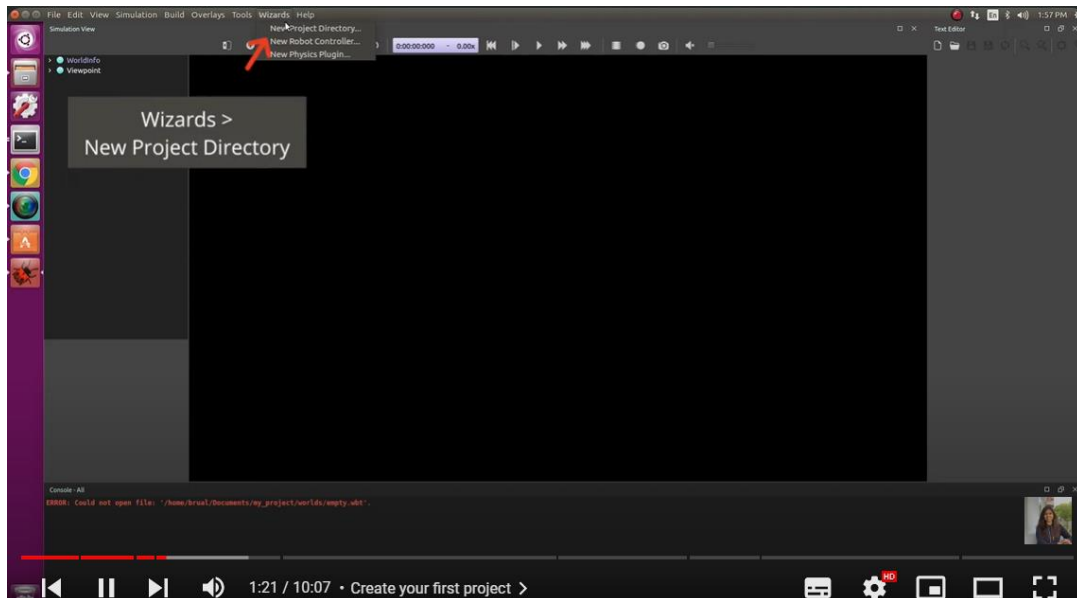 File Edit View Simulation Build Overlays Tools Wizards Help
En 1:57 PM
Simulation View
Text Editor
New Project Directory...
New Robot Controller...
New Physics Plugin...
0:00:00:000 - 0.00x
WorldInfo
Viewpoint
Wizards >
New Project Directory
Console - All
ERROR: Could not open file: '/home/brual/Documents/my_project/worlds/empty.wbt'.
1:21 / 10:07 • Create your first project >
HD